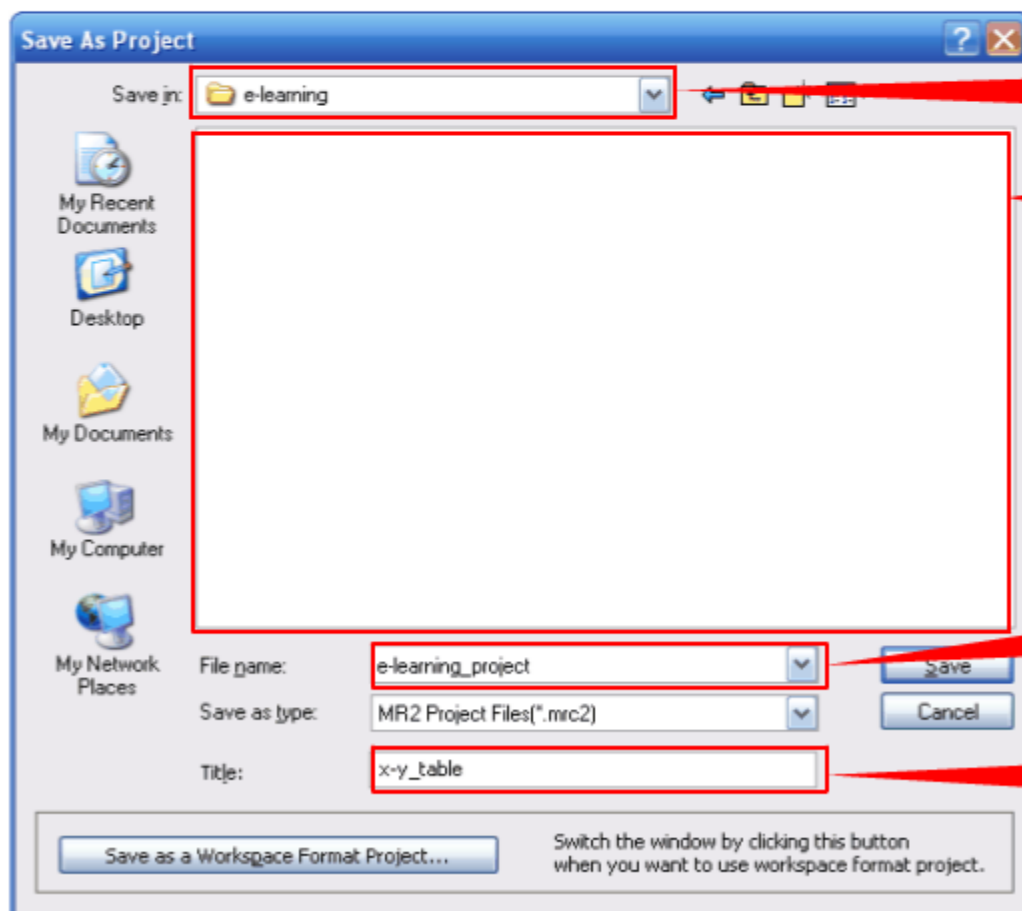 Save As Project
Save in: e-learning
My Recent
Documents
Desktop
My Documents
My Computer
My Network
Places
File name: e-learning_project
Save
Save as type: MR2 Project Files(*.mrc2)
Cancel
Title: x-y_table
Save as a Workspace Format Project...
Switch the window by clicking this button
when you want to use workspace format project.